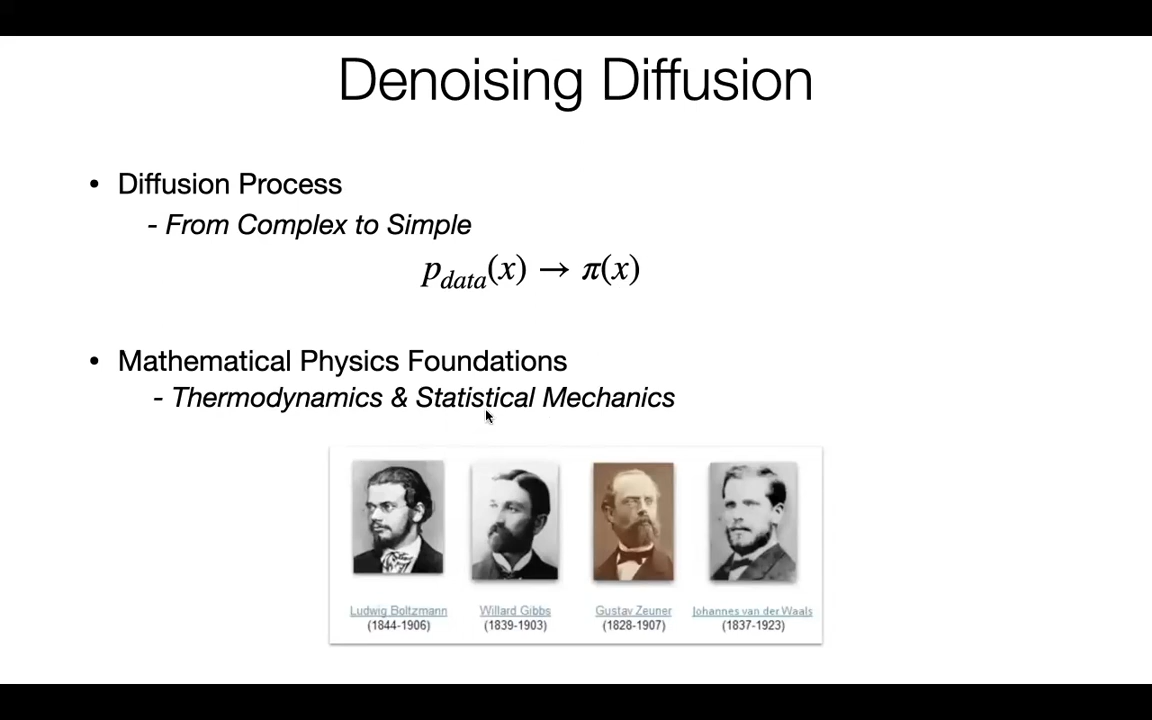 Denoising Diffusion
• Diffusion Process
- From Complex to Simple
p_data(x) → π(x)
• Mathematical Physics Foundations
- Thermodynamics & Statistical Mechanics
Ludwig Boltzmann Willard Gibbs Gustav Zeuner Johannes van der Waals
(1844-1906) (1839-1903) (1828-1907) (1837-1923)